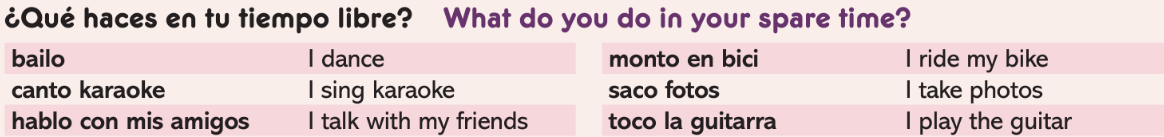 ¿Qué haces en tu tiempo libre? What do you do in your spare time?
bailo I dance
canto karaoke I sing karaoke
hablo con mis amigos I talk with my friends
monto en bici I ride my bike
saco fotos I take photos
toco la guitarra I play the guitar